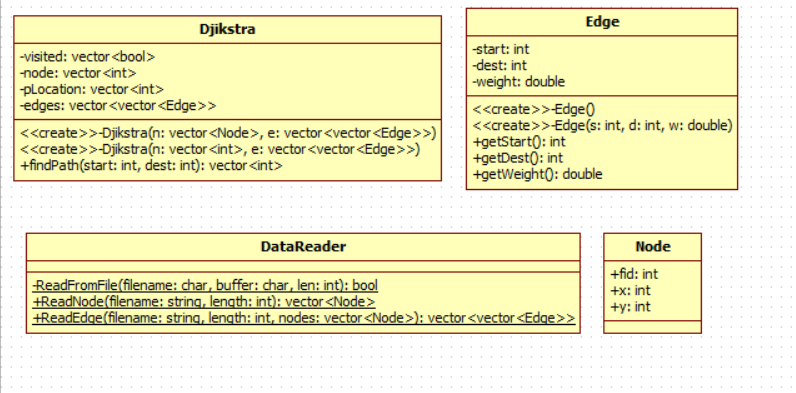 Djikstra
-visited: vector<bool>
-node: vector<int>
-pLocation: vector<int>
-edges: vector<vector<Edge>>
<<create>>-Djikstra(n: vector<Node>, e: vector<vector<Edge>>)
<<create>>-Djikstra(n: vector<int>, e: vector<vector<Edge>>)
+findPath(start: int, dest: int): vector<int>
Edge
-start: int
-dest: int
-weight: double
<<create>>-Edge()
<<create>>-Edge(s: int, d: int, w: double)
+getStart(): int
+getDest(): int
+getWeight(): double
DataReader
-ReadFromFile(filename: char, buffer: char, len: int): bool
+ReadNode(filename: string, length: int): vector<Node>
+ReadEdge(filename: string, length: int, nodes: vector<Node>): vector<vector<Edge>>
Node
+fid: int
+x: int
+y: int